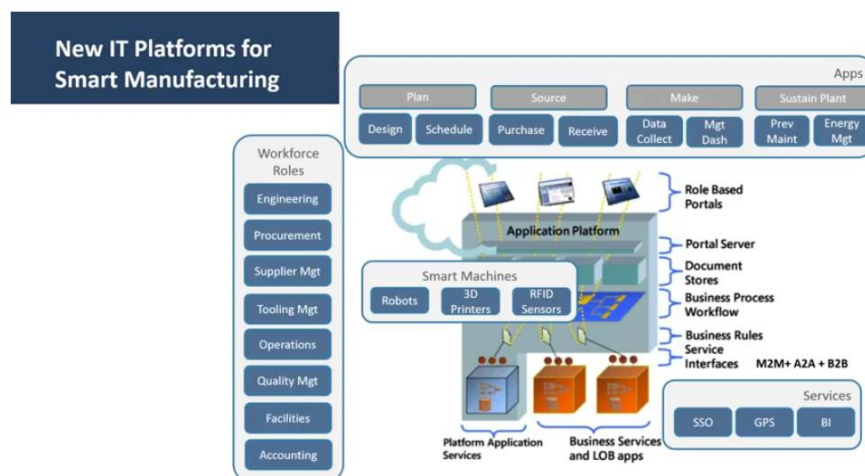 New IT Platforms for
Smart Manufacturing
Apps
Plan
Source
Make
Sustain Plant
Design
Schedule
Purchase
Receive
Data
Collect
Mgt
Dash
Prev
Maint
Energy
Mgt
Workforce
Roles
Engineering
Procurement
Supplier Mgt
Tooling Mgt
Operations
Quality Mgt
Facilities
Accounting
Role Based
Portals
Application Platform
Portal Server
Document
Stores
Smart Machines
Robots
3D
Printers
RFID
Sensors
Business Process
Workflow
Business Rules
Service
Interfaces
M2M+ A2A + B2B
Services
SSO
GPS
BI
Platform Application
Services
Business Services
and LOB apps